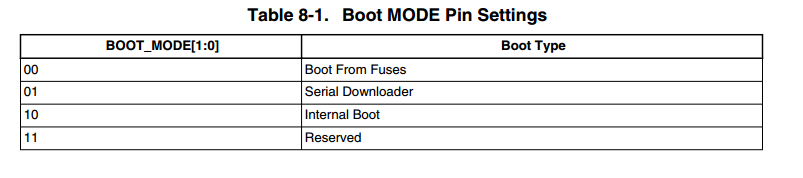 Table 8-1. Boot MODE Pin Settings
BOOT_MODE[1:0] Boot Type
00 Boot From Fuses
01 Serial Downloader
10 Internal Boot
11 Reserved